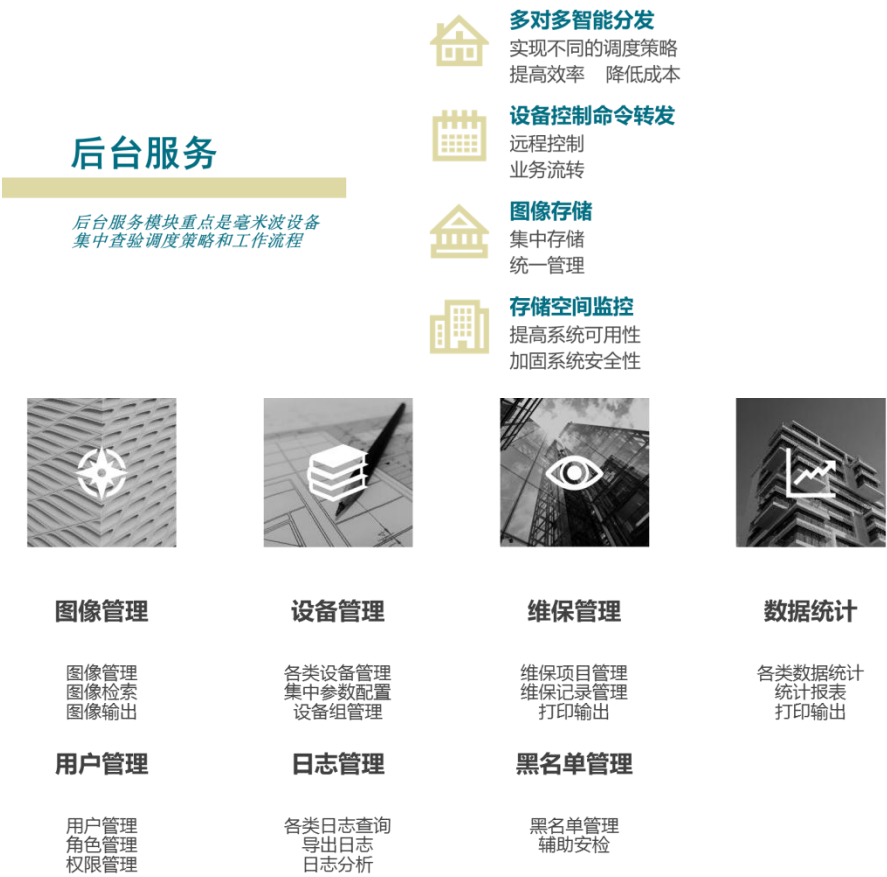 后台服务
后台服务模块重点是毫米波设备
集中查验调度策略和工作流程
多对多智能分发
实现不同的调度策略
提高效率 降低成本
设备控制命令转发
远程控制
业务流转
图像存储
集中存储
统一管理
存储空间监控
提高系统可用性
加固系统安全性
图像管理
图像管理
图像检索
图像输出
设备管理
各类设备管理
集中参数配置
设备组管理
维保管理
维保项目管理
维保记录管理
打印输出
数据统计
各类数据统计
统计报表
打印输出
用户管理
用户管理
角色管理
权限管理
日志管理
各类日志查询
导出日志
日志分析
黑名单管理
黑名单管理
辅助安检